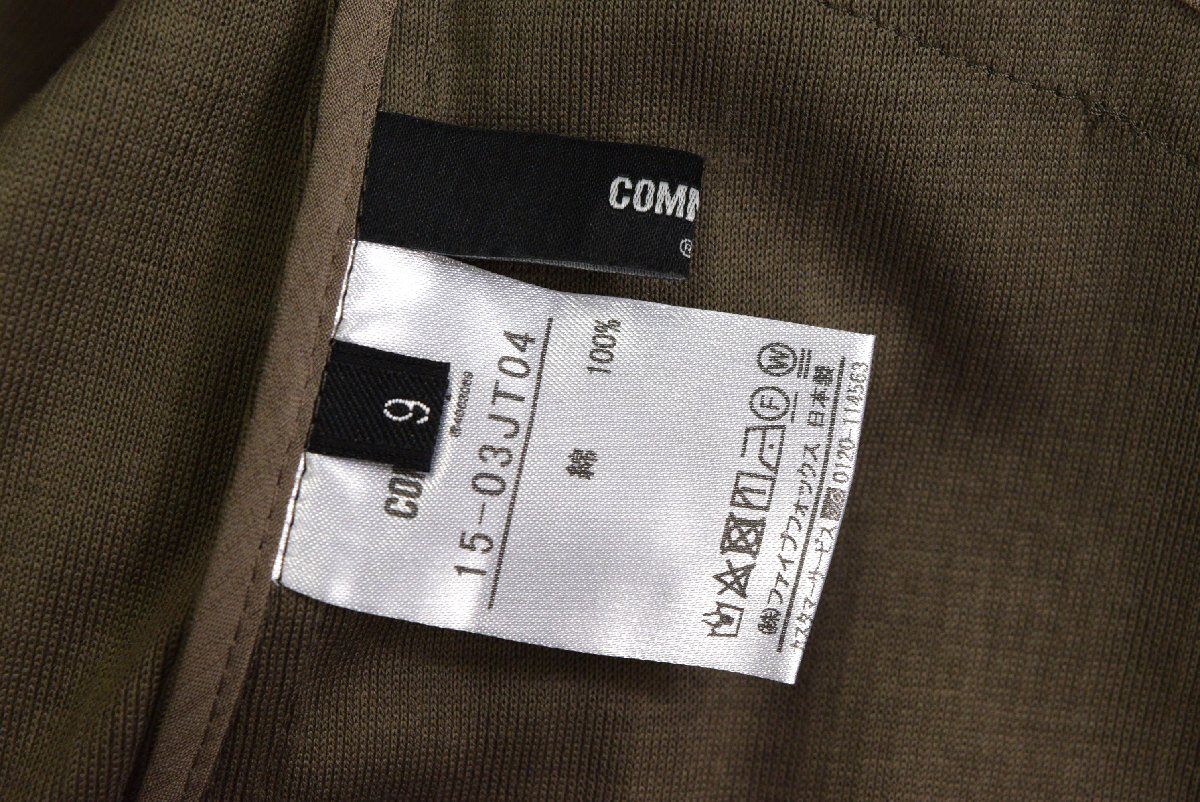 COMM
®
9
COM
15-03JT04
綿 100%
F W
(株)ファイブフォックス 日本製
カスタマーサービス 0120-114563